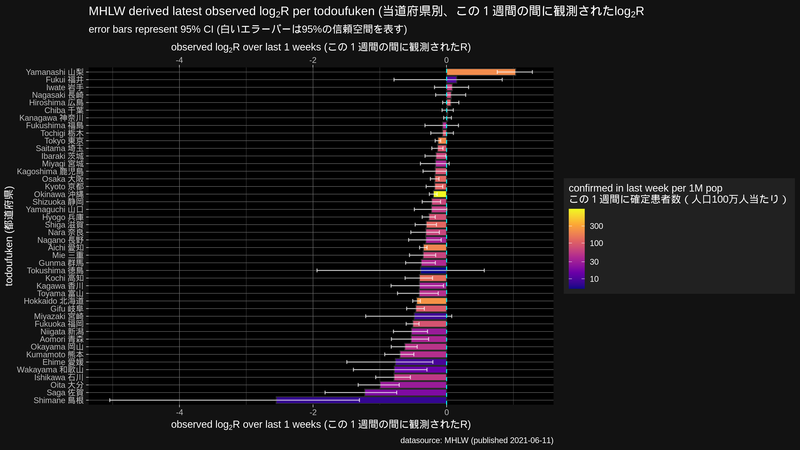 MHLW derived latest observed log2R per todoufuken (当道府県別、この１週間の間に観測されたlog2R
error bars represent 95% CI (白いエラーバーは95%の信頼空間を表す)
observed log2R over last 1 weeks (この１週間の間に観測されたR)
-4 -2 0
todoufuken (都道府県)
Yamanashi 山梨
Fukui 福井
Iwate 岩手
Nagasaki 長崎
Hiroshima 広島
Chiba 千葉
Kanagawa 神奈川
Fukushima 福島
Tochigi 栃木
Tokyo 東京
Saitama 埼玉
Ibaraki 茨城
Miyagi 宮城
Kagoshima 鹿児島
Osaka 大阪
Kyoto 京都
Okinawa 沖縄
Shizuoka 静岡
Yamaguchi 山口
Hyogo 兵庫
Shiga 滋賀
Nara 奈良
Nagano 長野
Aichi 愛知
Mie 三重
Gunma 群馬
Tokushima 徳島
Kochi 高知
Kagawa 香川
Toyama 富山
Hokkaido 北海道
Gifu 岐阜
Miyazaki 宮崎
Fukuoka 福岡
Niigata 新潟
Aomori 青森
Okayama 岡山
Kumamoto 熊本
Ehime 愛媛
Wakayama 和歌山
Ishikawa 石川
Oita 大分
Saga 佐賀
Shimane 島根
-4 -2 0
observed log2R over last 1 weeks (この１週間の間に観測されたR)
confirmed in last week per 1M pop
この１週間に確定患者数（人口100万人当たり）
300
100
30
10
datasource: MHLW (published 2021-06-11)